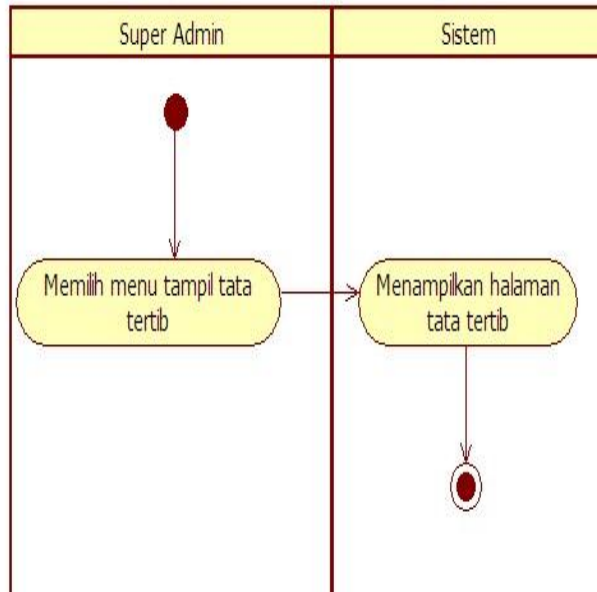 Super Admin
Sistem
Memilih menu tampil tata
tertib
Menampilkan halaman
tata tertib